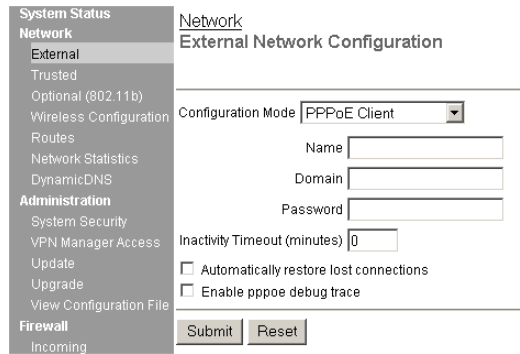 System Status
Network
External
Trusted
Optional (802.11b)
Wireless Configuration
Routes
Network Statistics
DynamicDNS
Administration
System Security
VPN Manager Access
Update
Upgrade
View Configuration File
Firewall
Incoming
Network
External Network Configuration
Configuration Mode PPPoE Client
Name
Domain
Password
Inactivity Timeout (minutes) 0
Automatically restore lost connections
Enable pppoe debug trace
Submit Reset